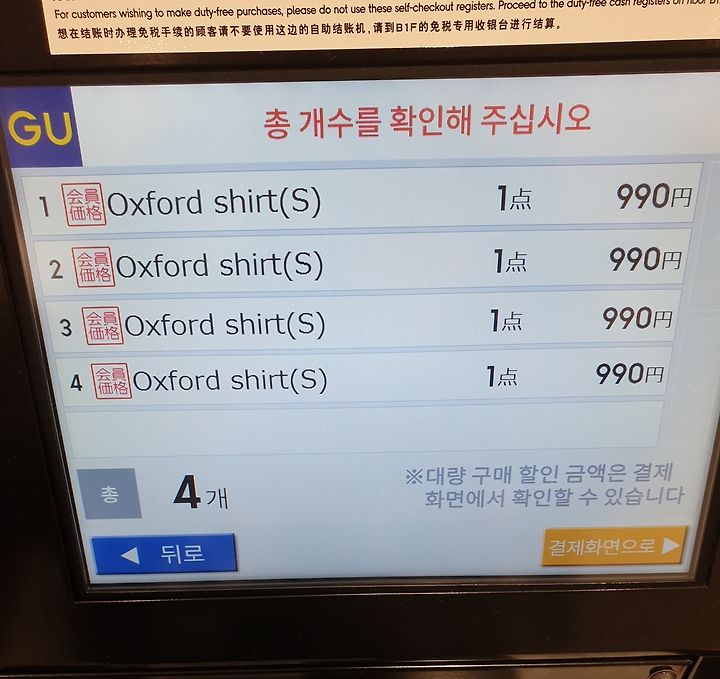 For customers wishing to make duty-free purchases, please do not use these self-checkout registers. Proceed to the duty-free cash registers on floor B1
想在结账时办理免税手续的顾客请不要使用这边的自助结账机,请到B1F的免税专用收银台进行结算。
GU
총 개수를 확인해 주십시오
1 会員価格 Oxford shirt(S) 1点 990円
2 会員価格 Oxford shirt(S) 1点 990円
3 会員価格 Oxford shirt(S) 1点 990円
4 会員価格 Oxford shirt(S) 1点 990円
총 4개
※대량 구매 할인 금액은 결제
화면에서 확인할 수 있습니다
◀ 뒤로
결제화면으로 ▶